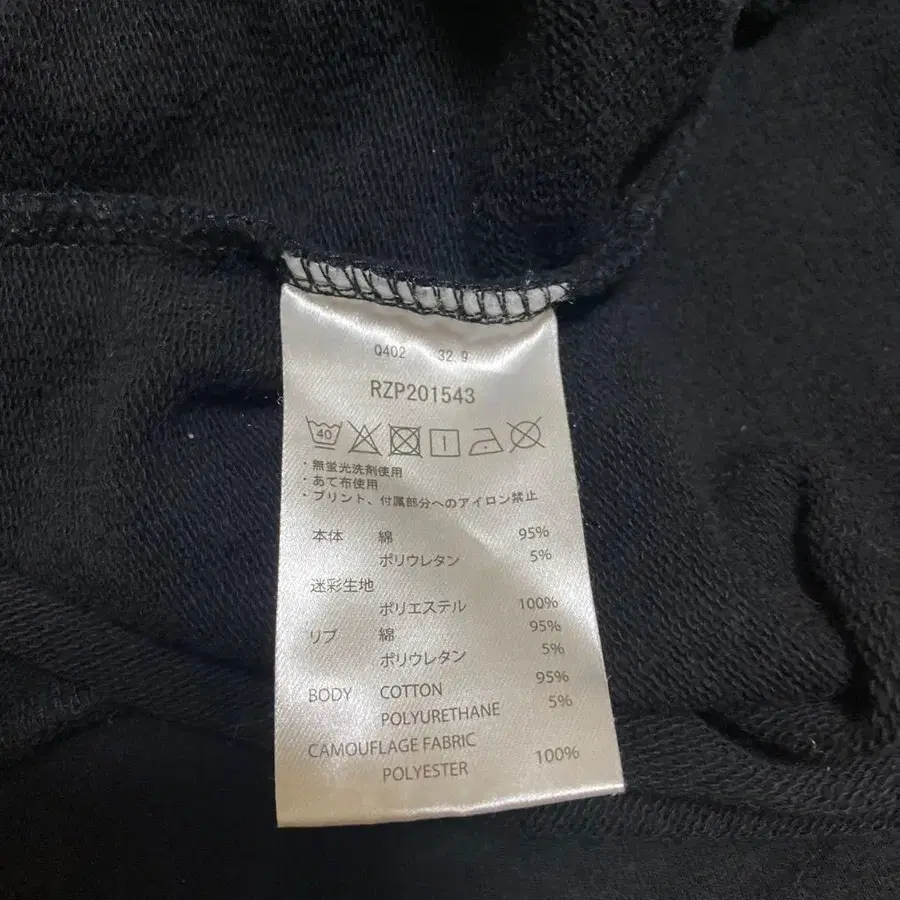 Q402 32 9
RZP201543
40
・無蛍光洗剤使用
・あて布使用
・プリント、付属部分へのアイロン禁止
本体 綿 95%
ポリウレタン 5%
迷彩生地
ポリエステル 100%
リブ 綿 95%
ポリウレタン 5%
BODY COTTON 95%
POLYURETHANE 5%
CAMOUFLAGE FABRIC
POLYESTER 100%